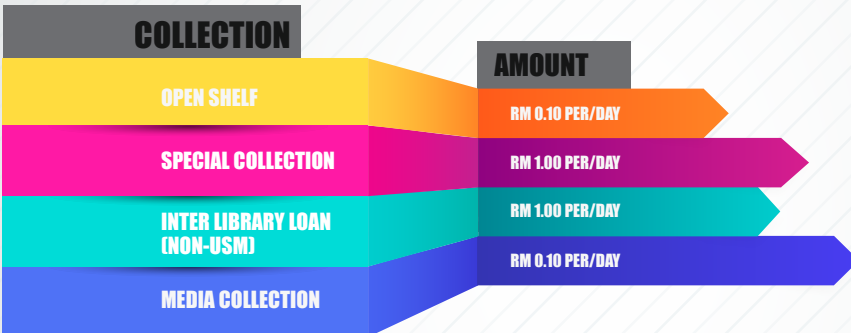 COLLECTION
AMOUNT
OPEN SHELF
RM 0.10 PER/DAY
SPECIAL COLLECTION
RM 1.00 PER/DAY
INTER LIBRARY LOAN
(NON-USM)
RM 1.00 PER/DAY
MEDIA COLLECTION
RM 0.10 PER/DAY